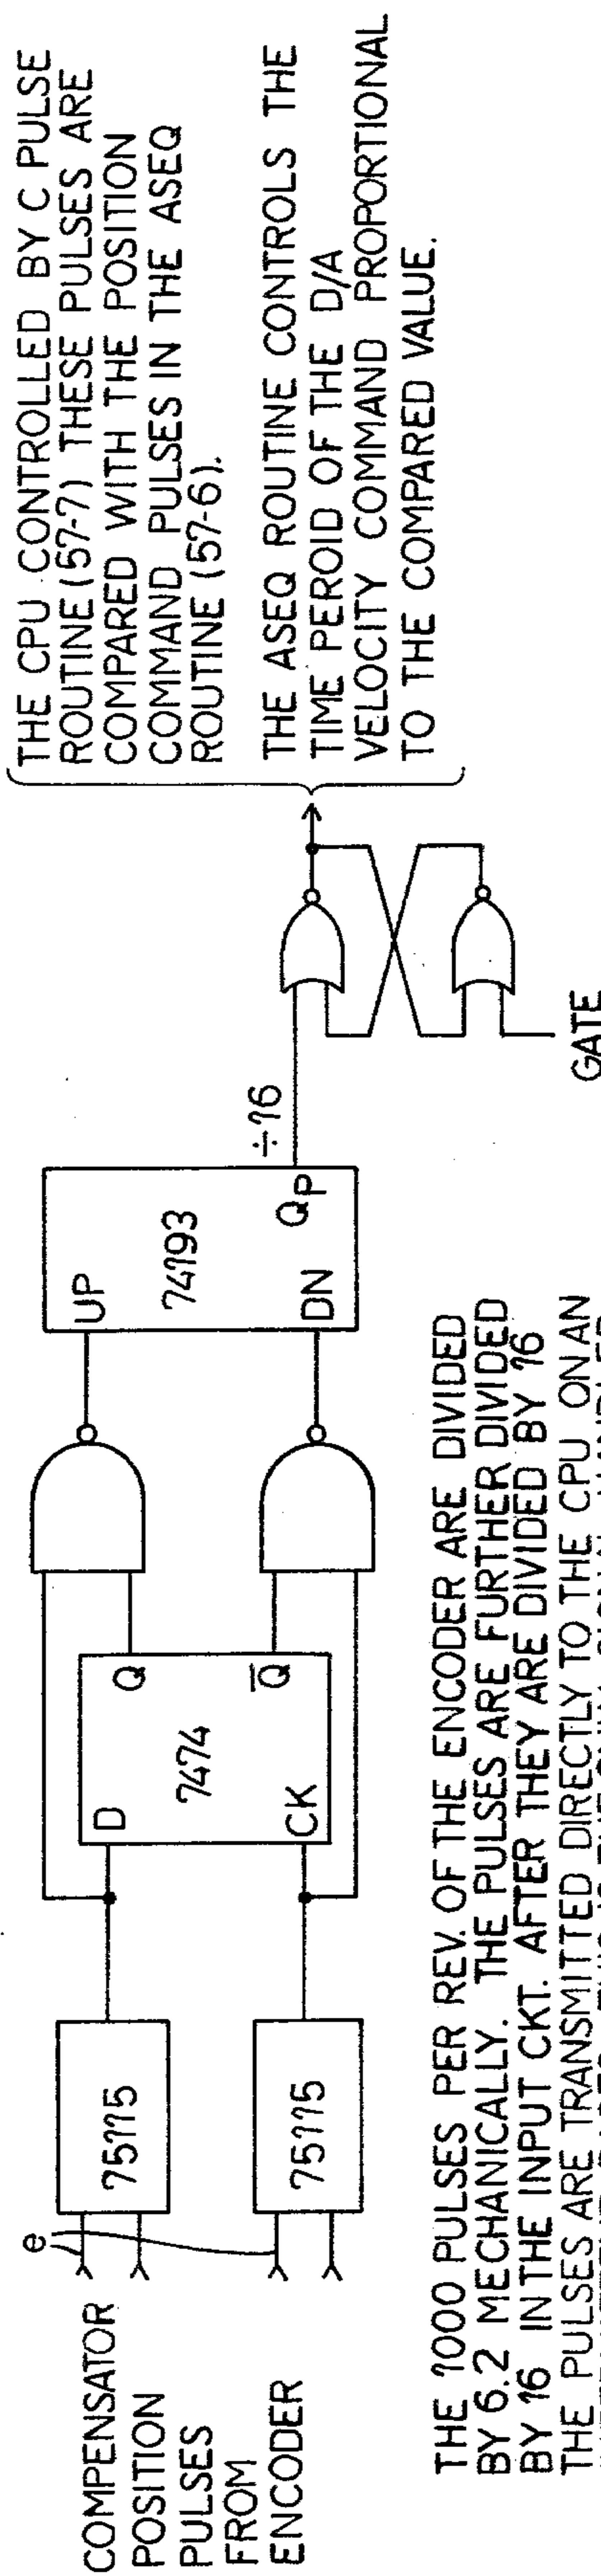 COMPENSATOR
POSITION
PULSES
FROM
ENCODER
e
75115
75115
D
Q
7474
CK
Q̅
UP
74193
QP
DN
÷16
GATE
THE CPU CONTROLLED BY C PULSE
ROUTINE (57-7) THESE PULSES ARE
COMPARED WITH THE POSITION
COMMAND PULSES IN THE ASEQ
ROUTINE (57-6).
THE ASEQ ROUTINE CONTROLS THE
TIME PEROID OF THE D/A
VELOCITY COMMAND PROPORTIONAL
TO THE COMPARED VALUE.
THE 1000 PULSES PER REV. OF THE ENCODER ARE DIVIDED
BY 6.2 MECHANICALLY. THE PULSES ARE FURTHER DIVIDED
BY 16 IN THE INPUT CKT. AFTER THEY ARE DIVIDED BY 16
THE PULSES ARE TRANSMITTED DIRECTLY TO THE CPU ON AN